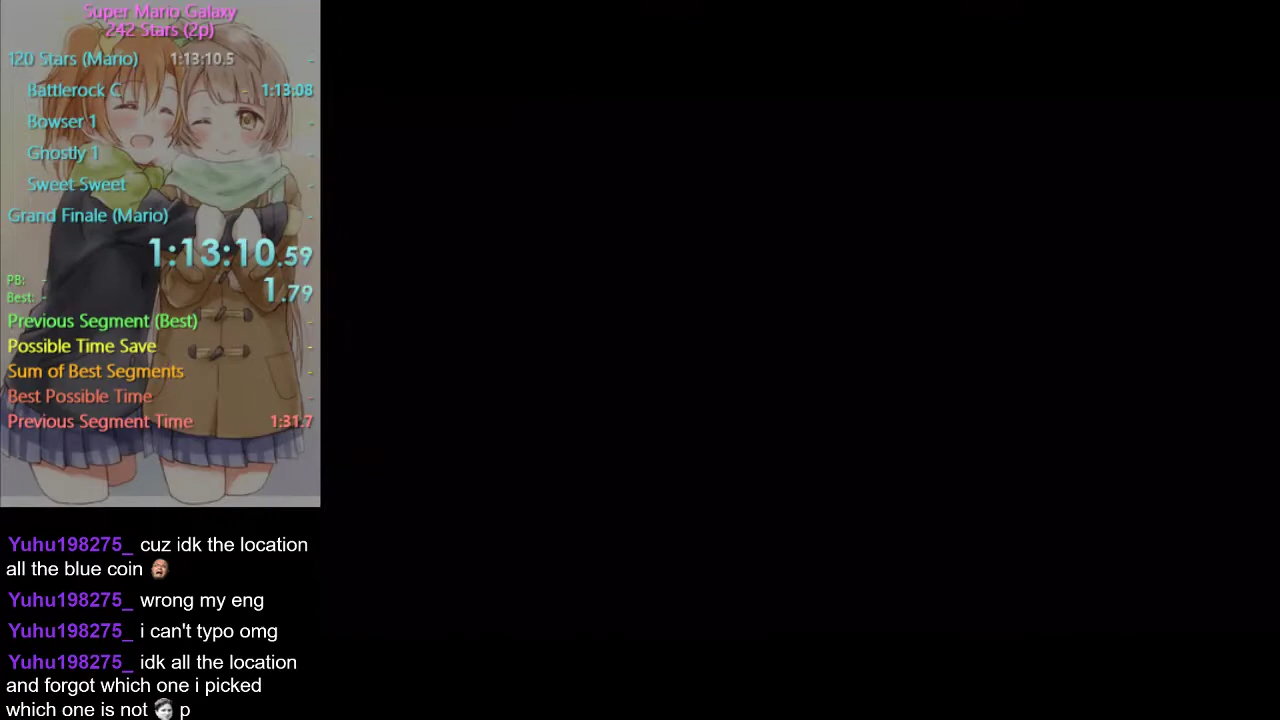 Super Mario Galaxy
242 Stars (2p)
120 Stars (Mario) 1:13:10.5 -
Battlerock C - 1:13:08
Bowser 1 -
Ghostly 1 -
Sweet Sweet -
Grand Finale (Mario) -
1:13:10.59
PB: - 1.79
Best: -
Previous Segment (Best) -
Possible Time Save -
Sum of Best Segments -
Best Possible Time -
Previous Segment Time 1:31.7
Yuhu198275_ cuz idk the location
all the blue coin
Yuhu198275_ wrong my eng
Yuhu198275_ i can't typo omg
Yuhu198275_ idk all the location
and forgot which one i picked
which one is not p